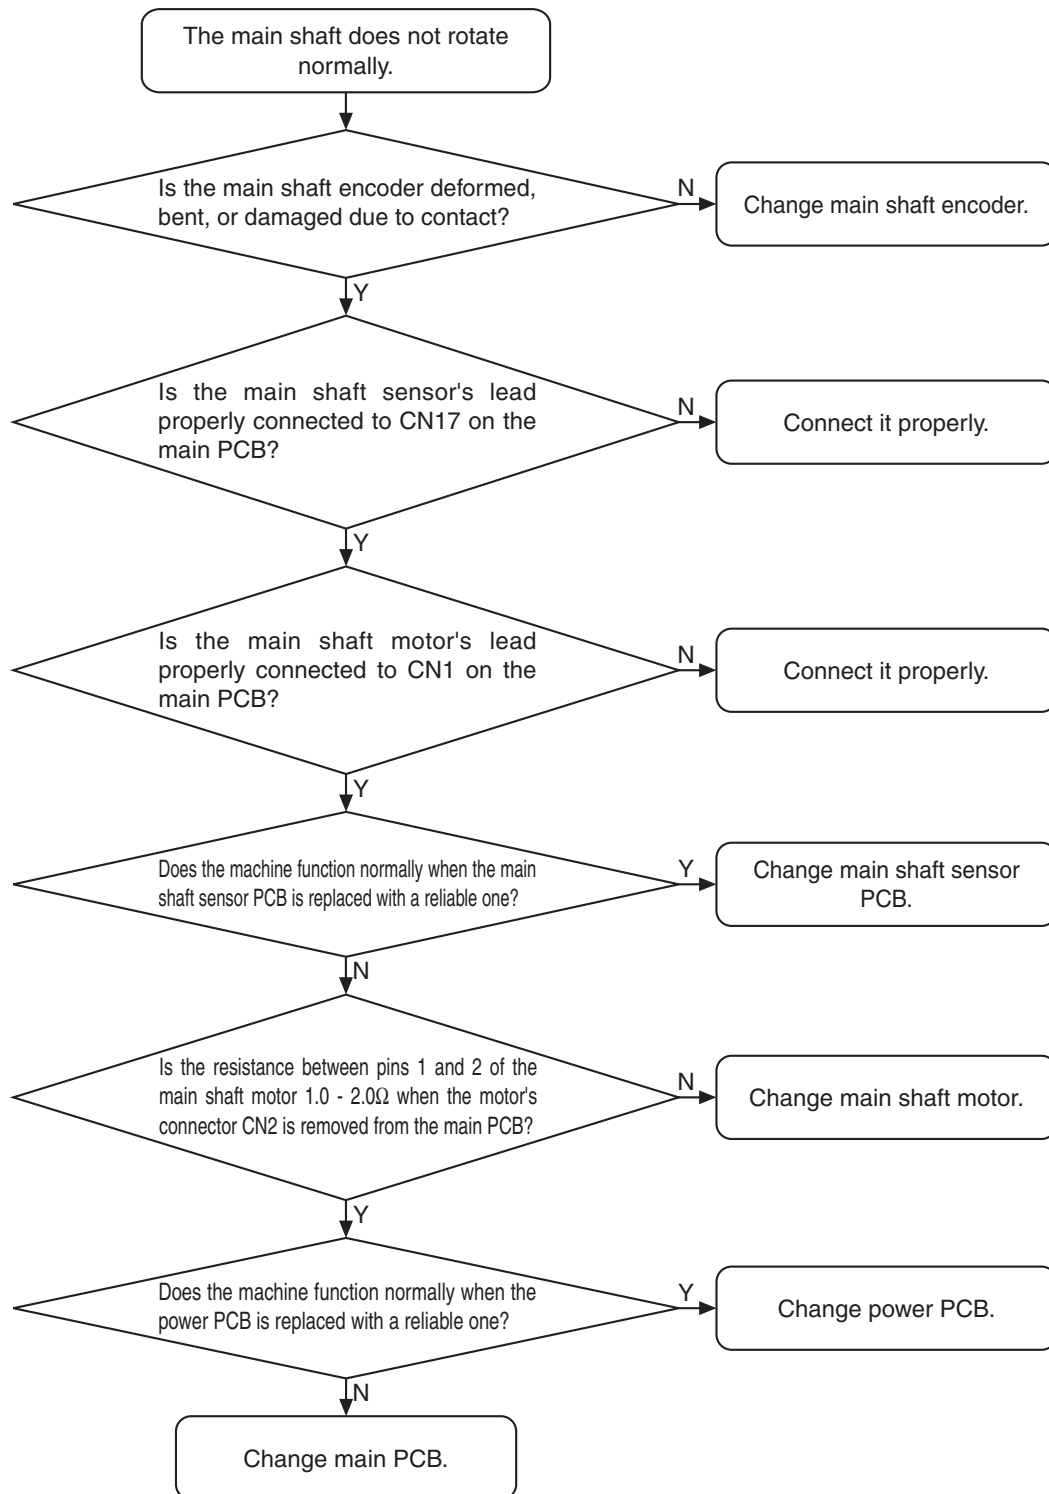 The main shaft does not rotate
normally.
Is the main shaft encoder deformed,
bent, or damaged due to contact?
N
Change main shaft encoder.
Y
Is the main shaft sensor's lead
properly connected to CN17 on the
main PCB?
N
Connect it properly.
Y
Is the main shaft motor's lead
properly connected to CN1 on the
main PCB?
N
Connect it properly.
Y
Does the machine function normally when the main
shaft sensor PCB is replaced with a reliable one?
Y
Change main shaft sensor
PCB.
N
Is the resistance between pins 1 and 2 of the
main shaft motor 1.0 - 2.0Ω when the motor's
connector CN2 is removed from the main PCB?
N
Change main shaft motor.
Y
Does the machine function normally when the
power PCB is replaced with a reliable one?
Y
Change power PCB.
N
Change main PCB.